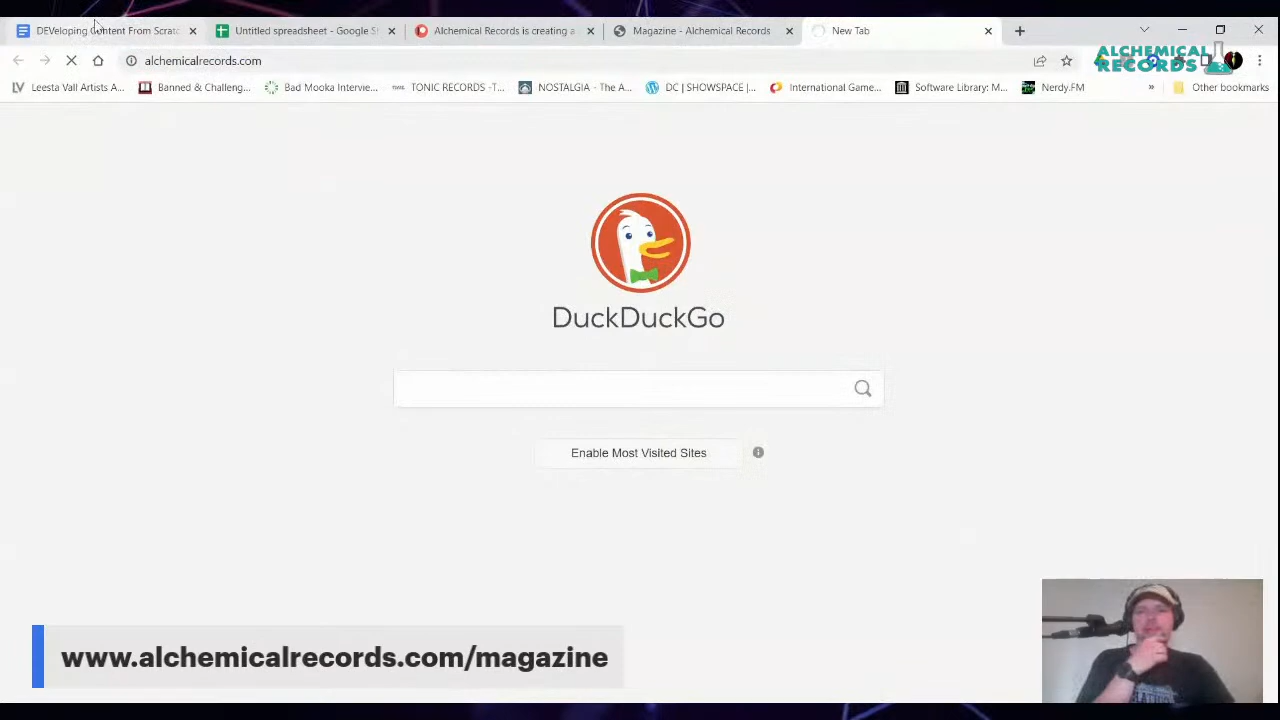 DEVeloping Content From Scratc
Untitled spreadsheet - Google S
Alchemical Records is creating a
Magazine - Alchemical Records
New Tab
alchemicalrecords.com
ALCHEMICAL
RECORDS
LV Leesta Vall Artists A...
Banned & Challeng...
Bad Mood: Intervie...
TONIC RECORDS -T...
NOSTALGIA - The A...
DC | SHOWSPACE |...
International Game...
Software Library: M...
Nerdy.FM
»
Other bookmarks
DuckDuckGo
Enable Most Visited Sites
www.alchemicalrecords.com/magazine